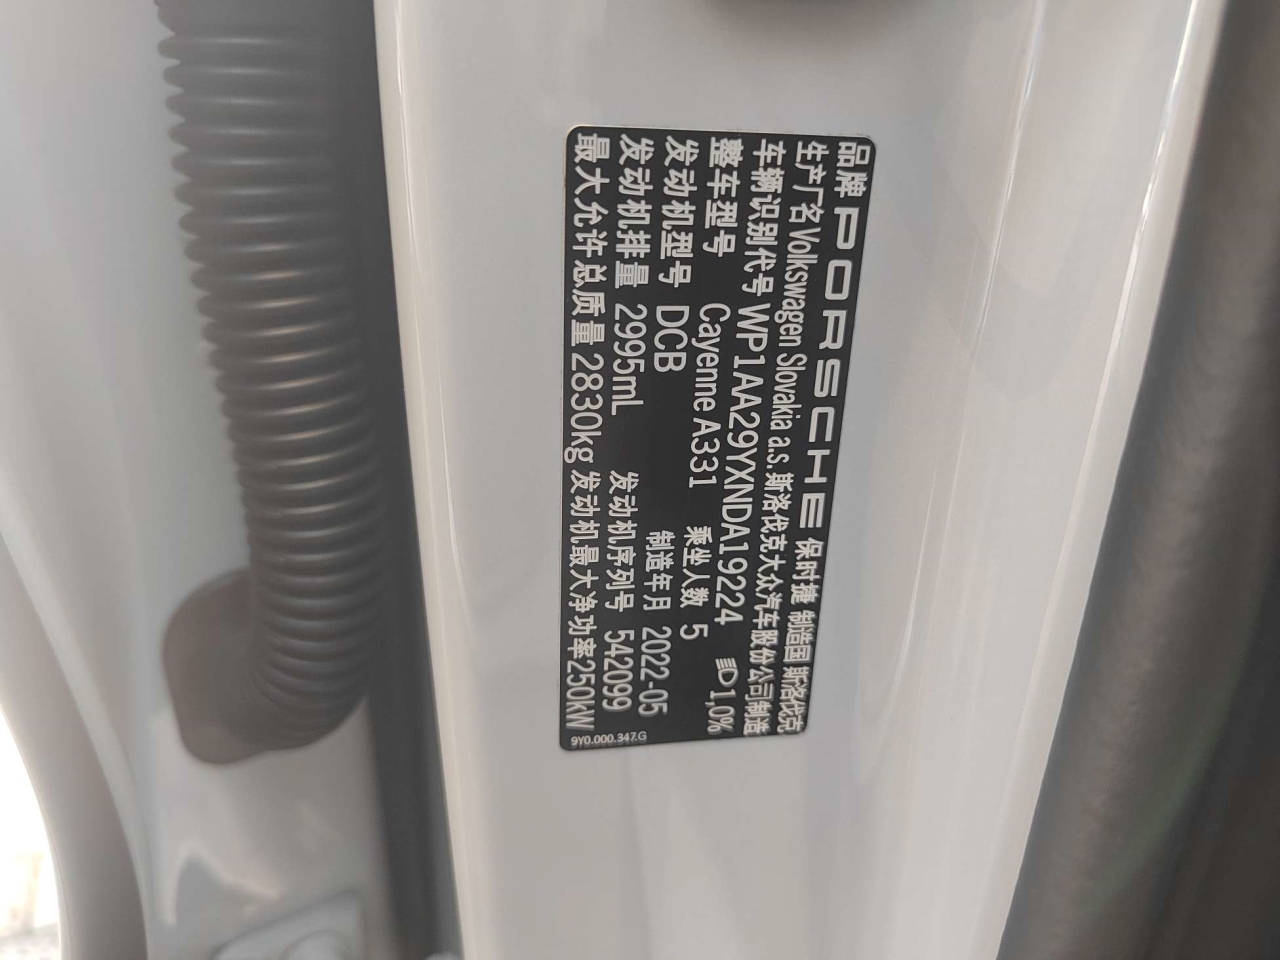 品牌 PORSCHE 保时捷 制造国 斯洛伐克
生产厂名 Volkswagen Slovakia a.s.斯洛伐克大众汽车股份公司制造
车辆识别代号 WP1AA29YXNDA19224 1,0%
整车型号 Cayenne A331 乘坐人数 5
发动机型号 DCB 制造年月 2022-05
发动机排量 2995mL 发动机序列号 542099
最大允许总质量 2830kg 发动机最大净功率250kW
9Y0.000.347.G